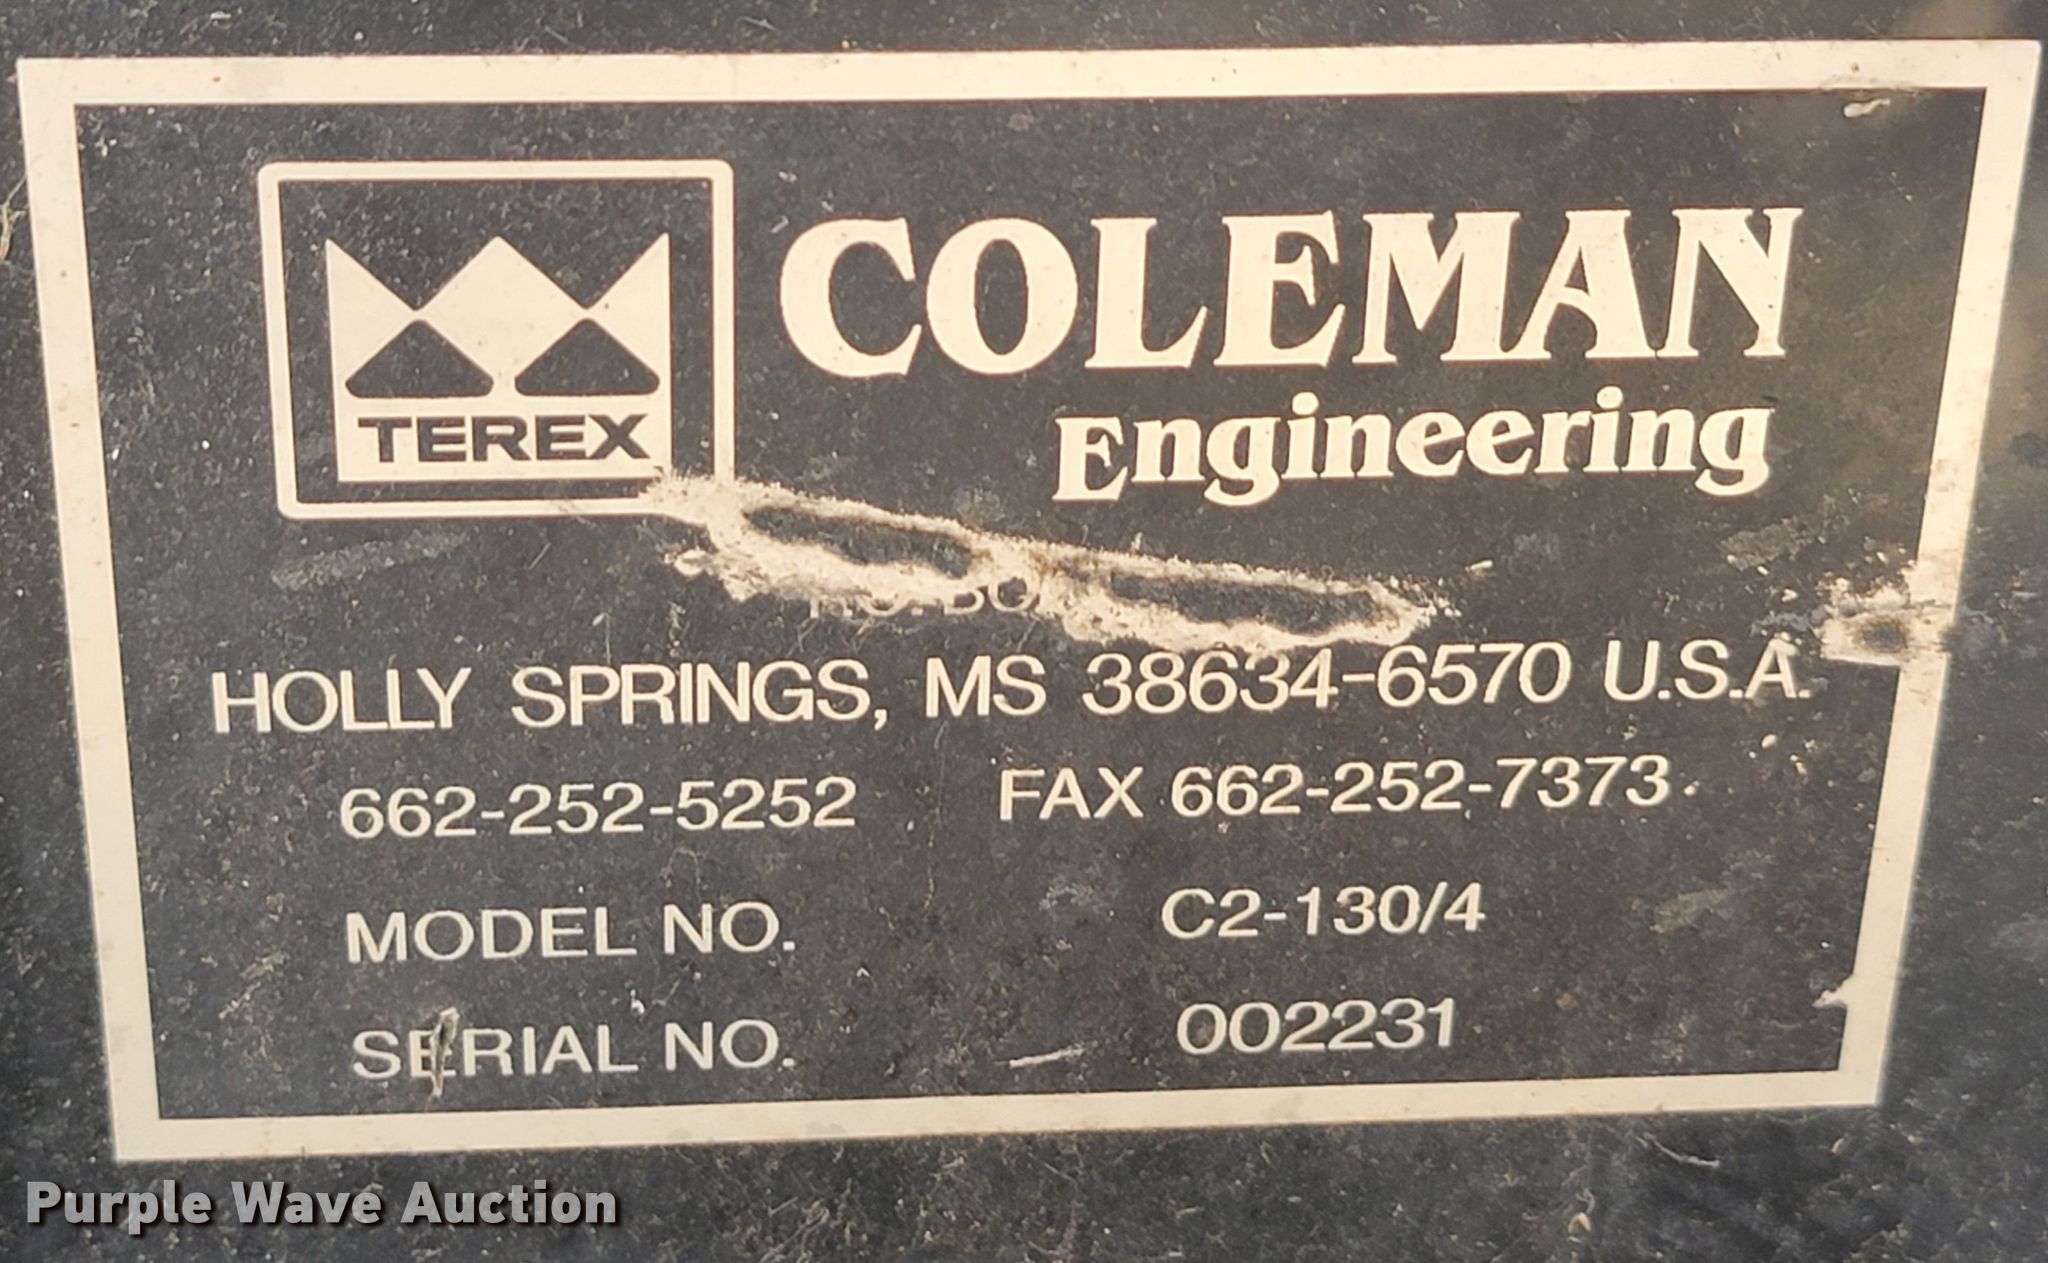 TEREX
COLEMAN
Engineering
HOLLY SPRINGS, MS 38634-6570 U.S.A.
662-252-5252 FAX 662-252-7373
MODEL NO. C2-130/4
SERIAL NO. 002231
Purple Wave Auction